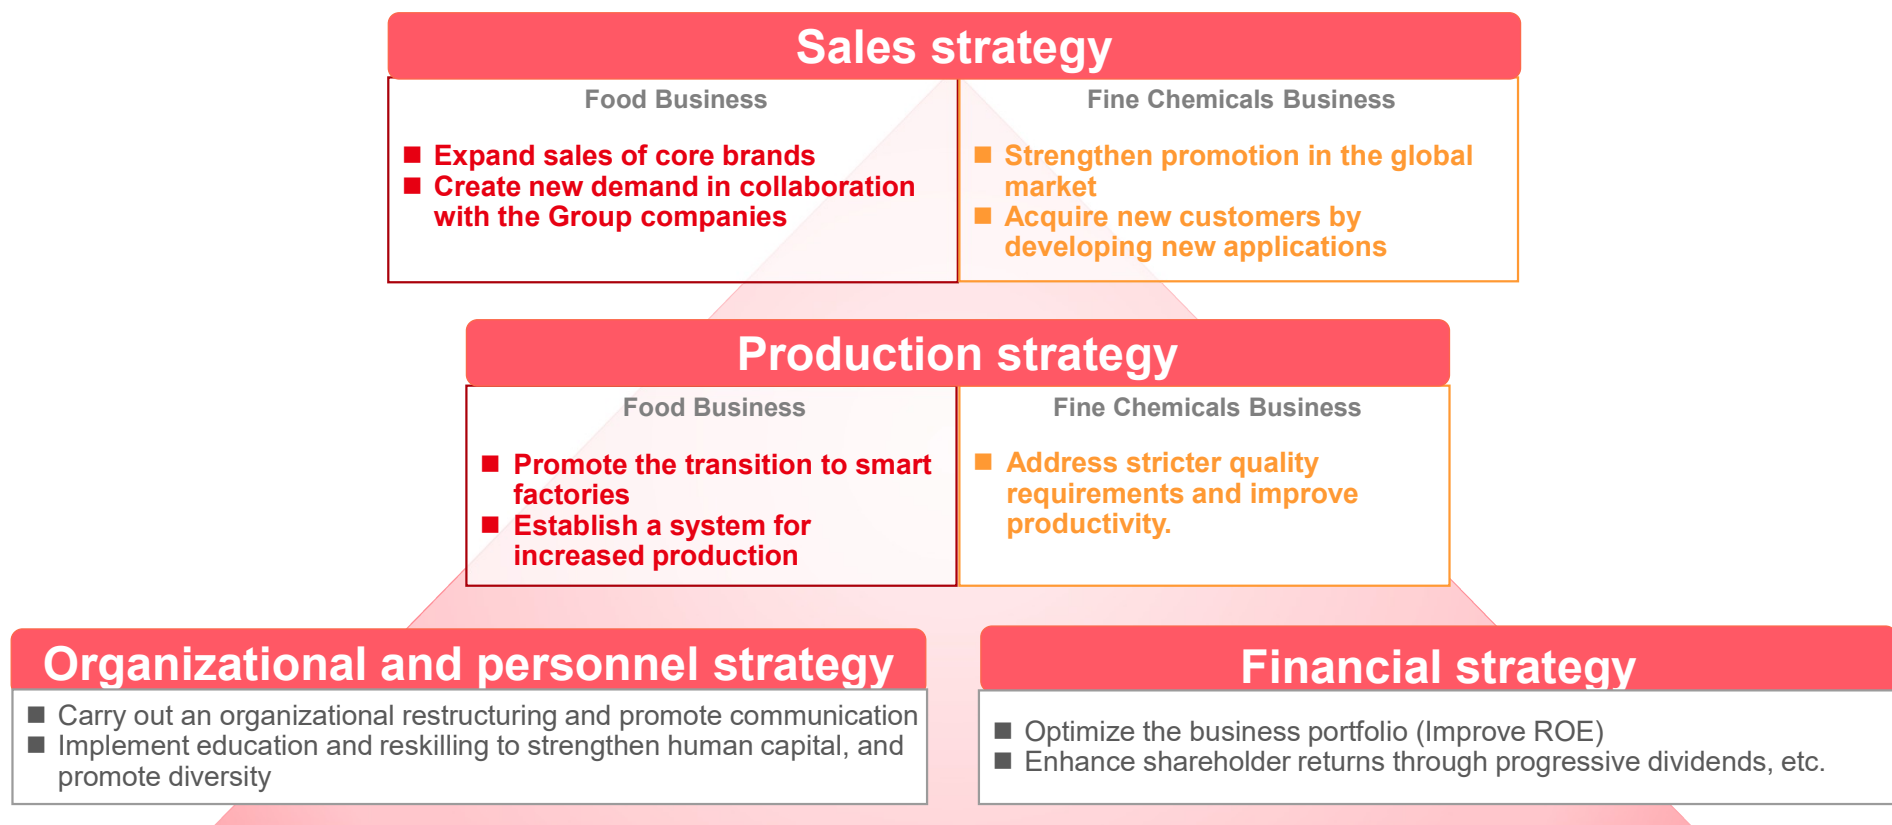 Sales strategy
Food Business
■ Expand sales of core brands
■ Create new demand in collaboration
with the Group companies
Fine Chemicals Business
■ Strengthen promotion in the global
market
■ Acquire new customers by
developing new applications
Production strategy
Food Business
■ Promote the transition to smart
factories
■ Establish a system for
increased production
Fine Chemicals Business
■ Address stricter quality
requirements and improve
productivity.
Organizational and personnel strategy
■ Carry out an organizational restructuring and promote communication
■ Implement education and reskilling to strengthen human capital, and
promote diversity
Financial strategy
■ Optimize the business portfolio (Improve ROE)
■ Enhance shareholder returns through progressive dividends, etc.